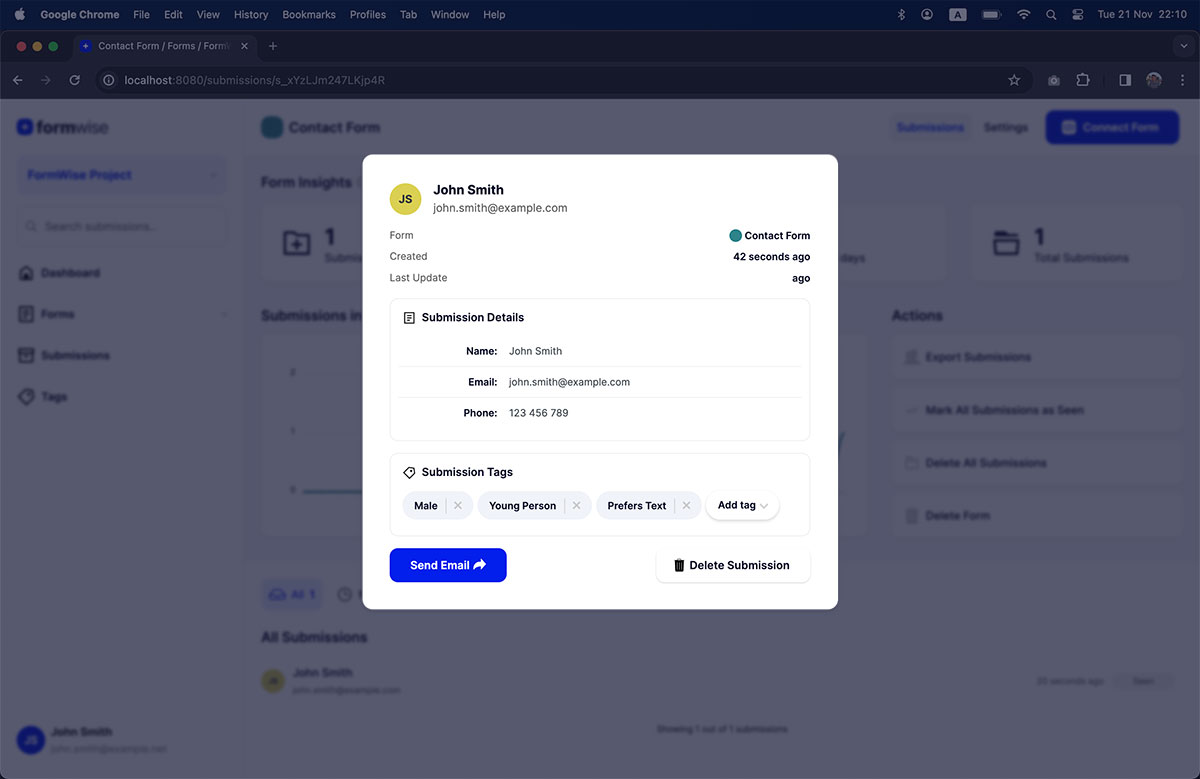 Google Chrome File Edit View History Bookmarks Profiles Tab Window Help A Tue 21 Nov 22:10
Contact Form / Forms / Form
localhost:8080/submissions/s_xYzLJm247LKjp4R
formwise
Contact Form
Submissions Settings Connect Form
FormWise Project
Search submissions...
Dashboard
Forms
Submissions
Tags
Form Insights
1
days
1
Total Submissions
Submissions in
2
1
0
Actions
Export Submissions
Mark All Submissions as Seen
Delete All Submissions
Delete Form
JS
John Smith
john.smith@example.com
Form Contact Form
Created 42 seconds ago
Last Update ago
Submission Details
Name: John Smith
Email: john.smith@example.com
Phone: 123 456 789
Submission Tags
Male Young Person Prefers Text Add tag
Send Email Delete Submission
All 1
All Submissions
JS
John Smith
john.smith@example.com
seconds ago Seen
Showing 1 out of 1 submissions
JS
John Smith
john.smith@example.net